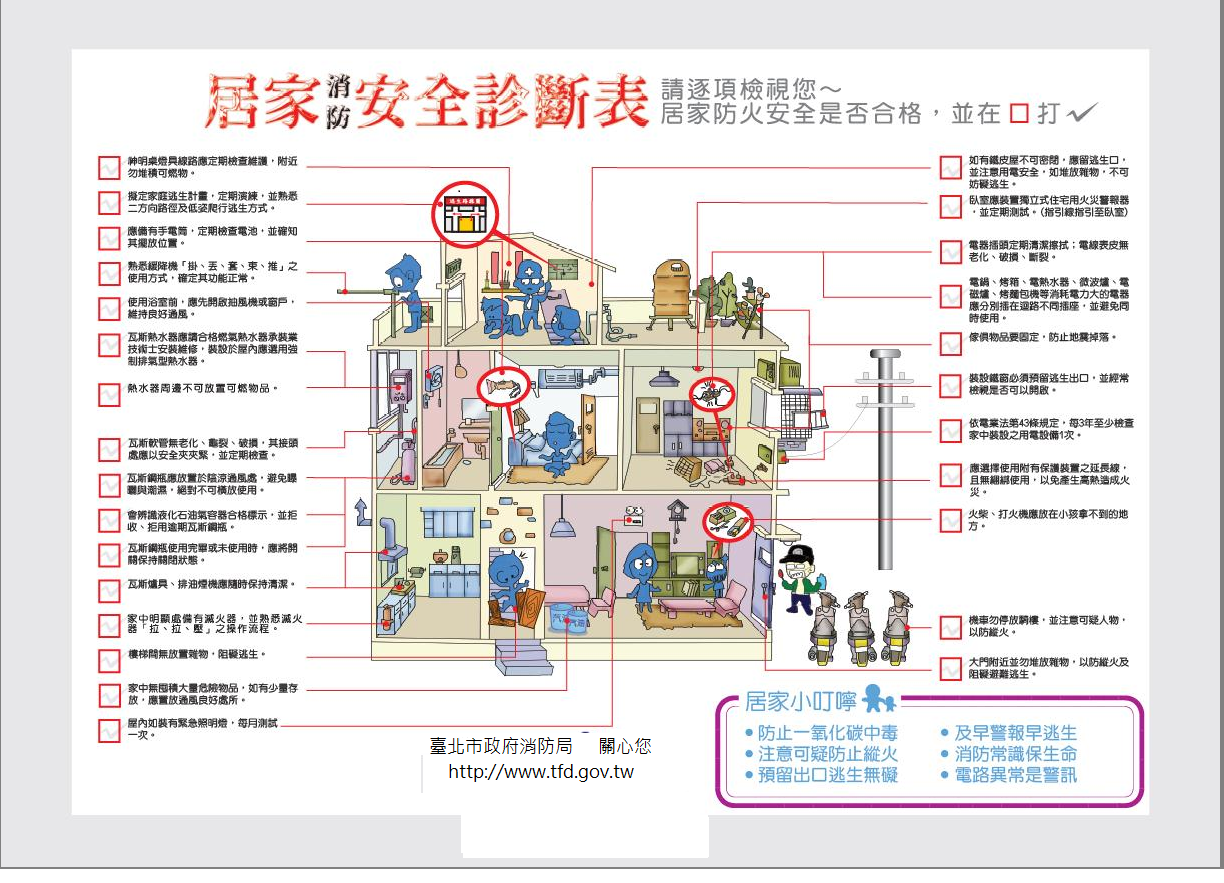 居家消防安全診斷表
請逐項檢視您～
居家防火安全是否合格，並在□打✓
神明桌燈具線路應定期檢查維護，附近
勿堆積可燃物。
擬定家庭逃生計畫，定期演練，並熟悉
二方向路徑及低姿爬行逃生方式。
應備有手電筒，定期檢查電池，並確知
其擺放位置。
熟悉緩降機「掛、丟、套、束、推」之
使用方式，確定其功能正常。
使用浴室前，應先開啟抽風機或窗戶，
維持良好通風。
瓦斯熱水器應請合格燃氣熱水器承裝業
技術士安裝維修，裝設於屋內應選用強
制排氣型熱水器。
熱水器周邊不可放置可燃物品。
瓦斯軟管無老化、龜裂、破損，其接頭
處應以安全夾夾緊，並定期檢查。
瓦斯鋼瓶應放置於陰涼通風處，避免曝
曬與潮濕，絕對不可橫放使用。
會辨識液化石油氣容器合格標示，並拒
收、拒用逾期瓦斯鋼瓶。
瓦斯鋼瓶使用完畢或未使用時，應將開
關保持關閉狀態。
瓦斯爐具、排油煙機應隨時保持清潔。
家中明顯處備有滅火器，並熟悉滅火
器「拉、拉、壓」之操作流程。
樓梯間無放置雜物，阻礙逃生。
家中無囤積大量危險物品，如有少量存
放，應置放通風良好處所。
屋內如裝有緊急照明燈，每月測試
一次。
逃生路線圖
汽油
汽油
如有鐵皮屋不可密閉，應留逃生口，
並注意用電安全，如堆放雜物，不可
妨礙逃生。
臥室應裝置獨立式住宅用火災警報器
，並定期測試。（指引線指引至臥室）
電器插頭定期清潔擦拭；電線表皮無
老化、破損、斷裂。
電鍋、烤箱、電熱水器、微波爐、電
磁爐、烤麵包機等消耗電力大的電器
應分別插在迴路不同插座，並避免同
時使用。
傢俱物品要固定，防止地震掉落。
裝設鐵窗必須預留逃生出口，並經常
檢視是否可以開啟。
依電業法第43條規定，每3年至少檢查
家中裝設之用電設備1次。
應選擇使用附有保護裝置之延長線，
且無綑綁使用，以免產生高熱造成火
災。
火柴、打火機應放在小孩拿不到的地
方。
機車勿停放騎樓，並注意可疑人物，
以防縱火。
大門附近並勿堆放雜物，以防縱火及
阻礙避難逃生。
臺北市政府消防局 關心您
http://www.tfd.gov.tw
居家小叮嚀
•防止一氧化碳中毒
•注意可疑防止縱火
•預留出口逃生無礙
•及早警報早逃生
•消防常識保生命
•電路異常是警訊